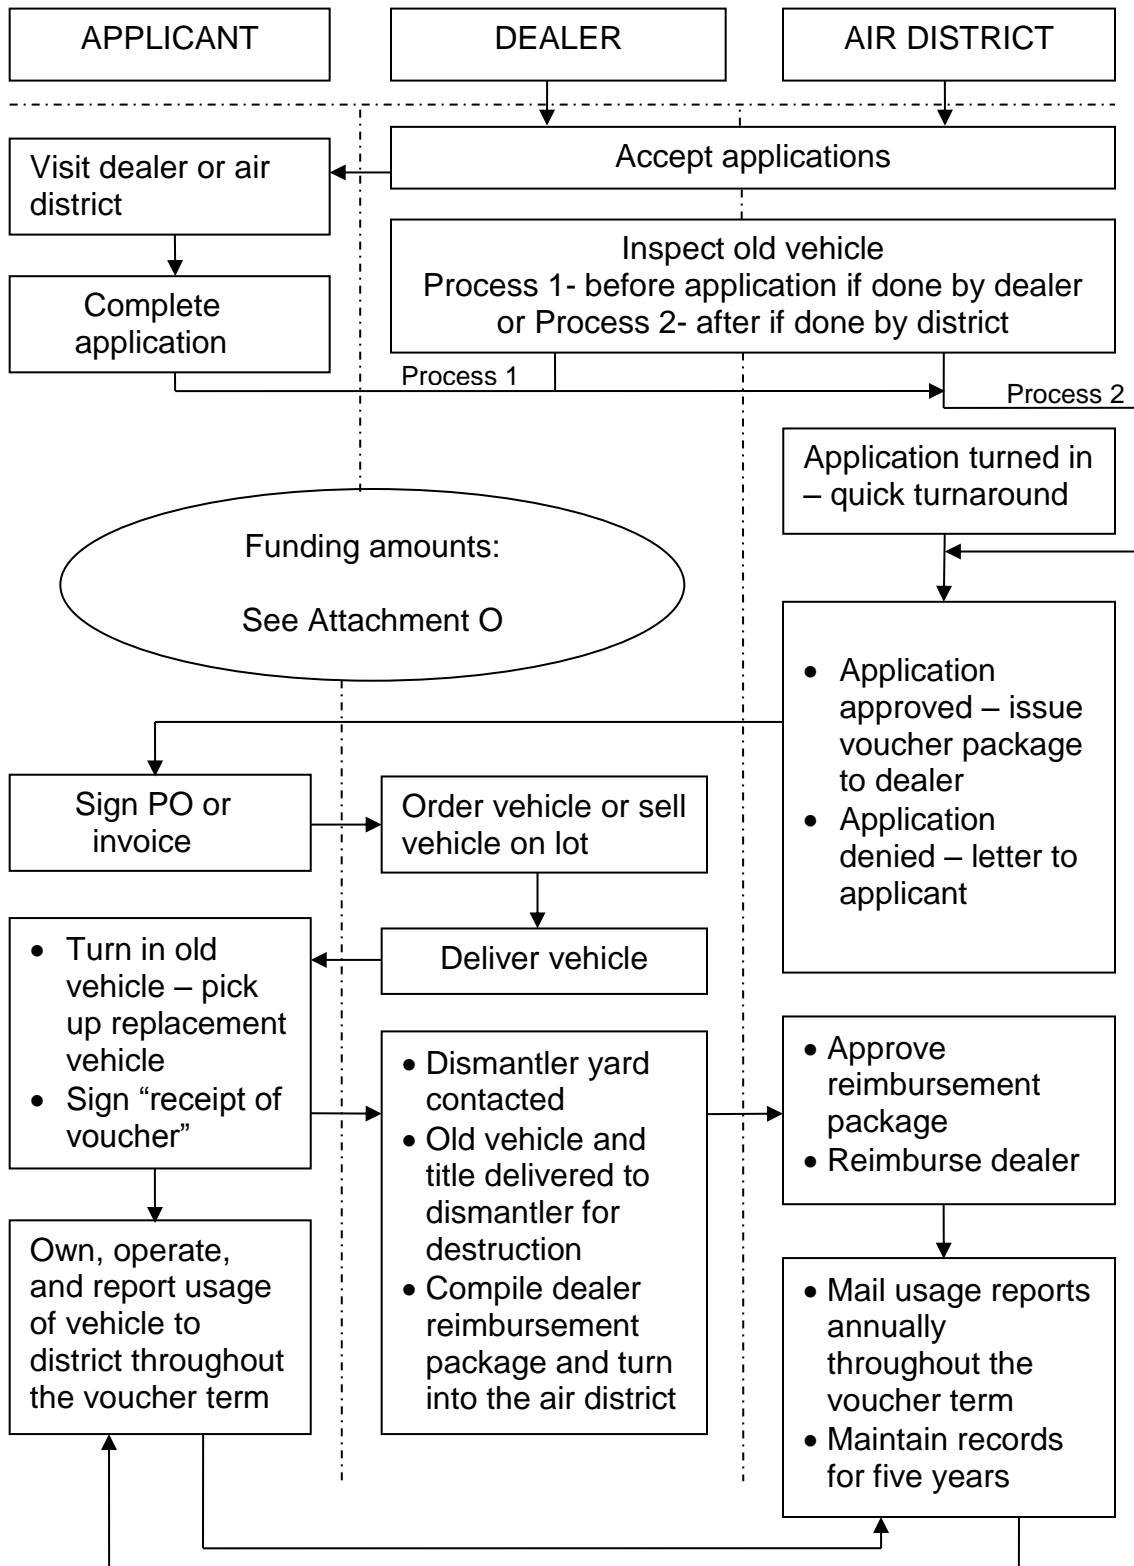 APPLICANT
DEALER
AIR DISTRICT
Accept applications
Visit dealer or air
district
Inspect old vehicle
Process 1- before application if done by dealer
or Process 2- after if done by district
Complete
application
Process 1
Process 2
Application turned in
– quick turnaround
Funding amounts:
See Attachment O
• Application
approved – issue
voucher package
to dealer
• Application
denied – letter to
applicant
Sign PO or
invoice
Order vehicle or sell
vehicle on lot
Deliver vehicle
• Turn in old
vehicle – pick
up replacement
vehicle
• Sign “receipt of
voucher”
• Dismantler yard
contacted
• Old vehicle and
title delivered to
dismantler for
destruction
• Compile dealer
reimbursement
package and turn
into the air district
• Approve
reimbursement
package
• Reimburse dealer
Own, operate,
and report usage
of vehicle to
district throughout
the voucher term
• Mail usage reports
annually
throughout the
voucher term
• Maintain records
for five years